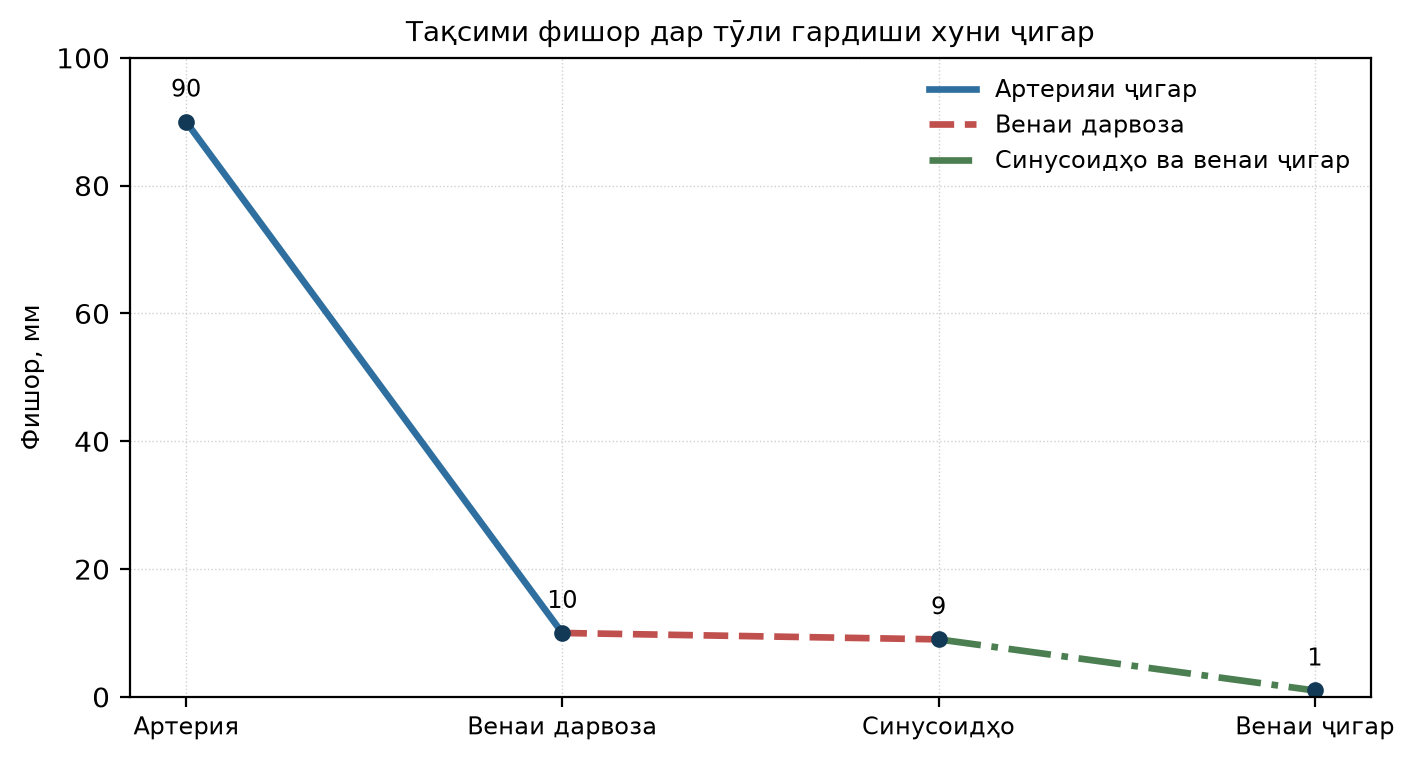 Тақсими фишор дар тӯли гардиши хуни ҷигар
Фишор, мм
100
80
60
40
20
0
90
10
9
1
Артерияи ҷигар
Венаи дарвоза
Синусоидҳо ва венаи ҷигар
Артерия
Венаи дарвоза
Синусоидҳо
Венаи ҷигар